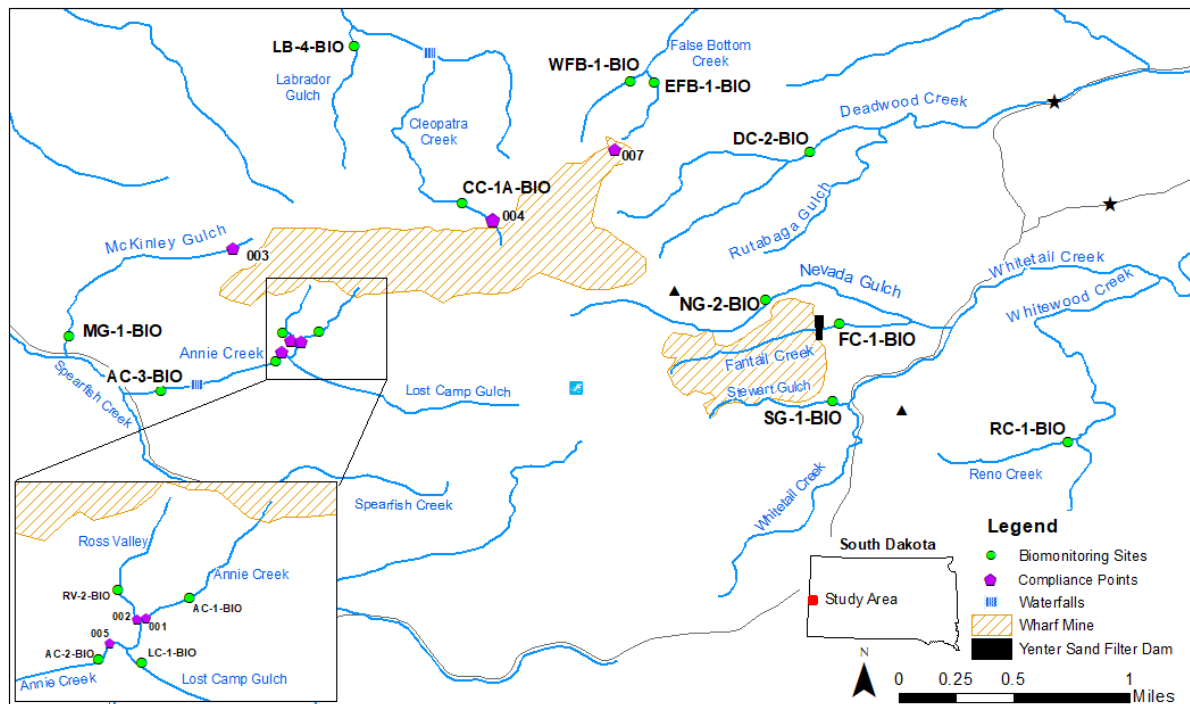 LB-4-BIO
Labrador
Gulch
Cleopatra
Creek
WFB-1-BIO
False Bottom
Creek
EFB-1-BIO
Deadwood Creek
DC-2-BIO
007
CC-1A-BIO
004
Rutabaga Gulch
McKinley Gulch
003
Whitetail Creek
Nevada
Gulch
NG-2-BIO
Whitewood Creek
MG-1-BIO
FC-1-BIO
Annie Creek
Fantail Creek
AC-3-BIO
Spearfish Creek
Lost Camp Gulch
Stewart Gulch
SG-1-BIO
RC-1-BIO
Reno Creek
Whitetail Creek
Spearfish Creek
Ross Valley
Annie Creek
RV-2-BIO
AC-1-BIO
002
001
005
AC-2-BIO
LC-1-BIO
Annie Creek
Lost Camp Gulch
South Dakota
Study Area
Legend
Biomonitoring Sites
Compliance Points
Waterfalls
Wharf Mine
Yenter Sand Filter Dam
N
0 0.25 0.5 1
Miles